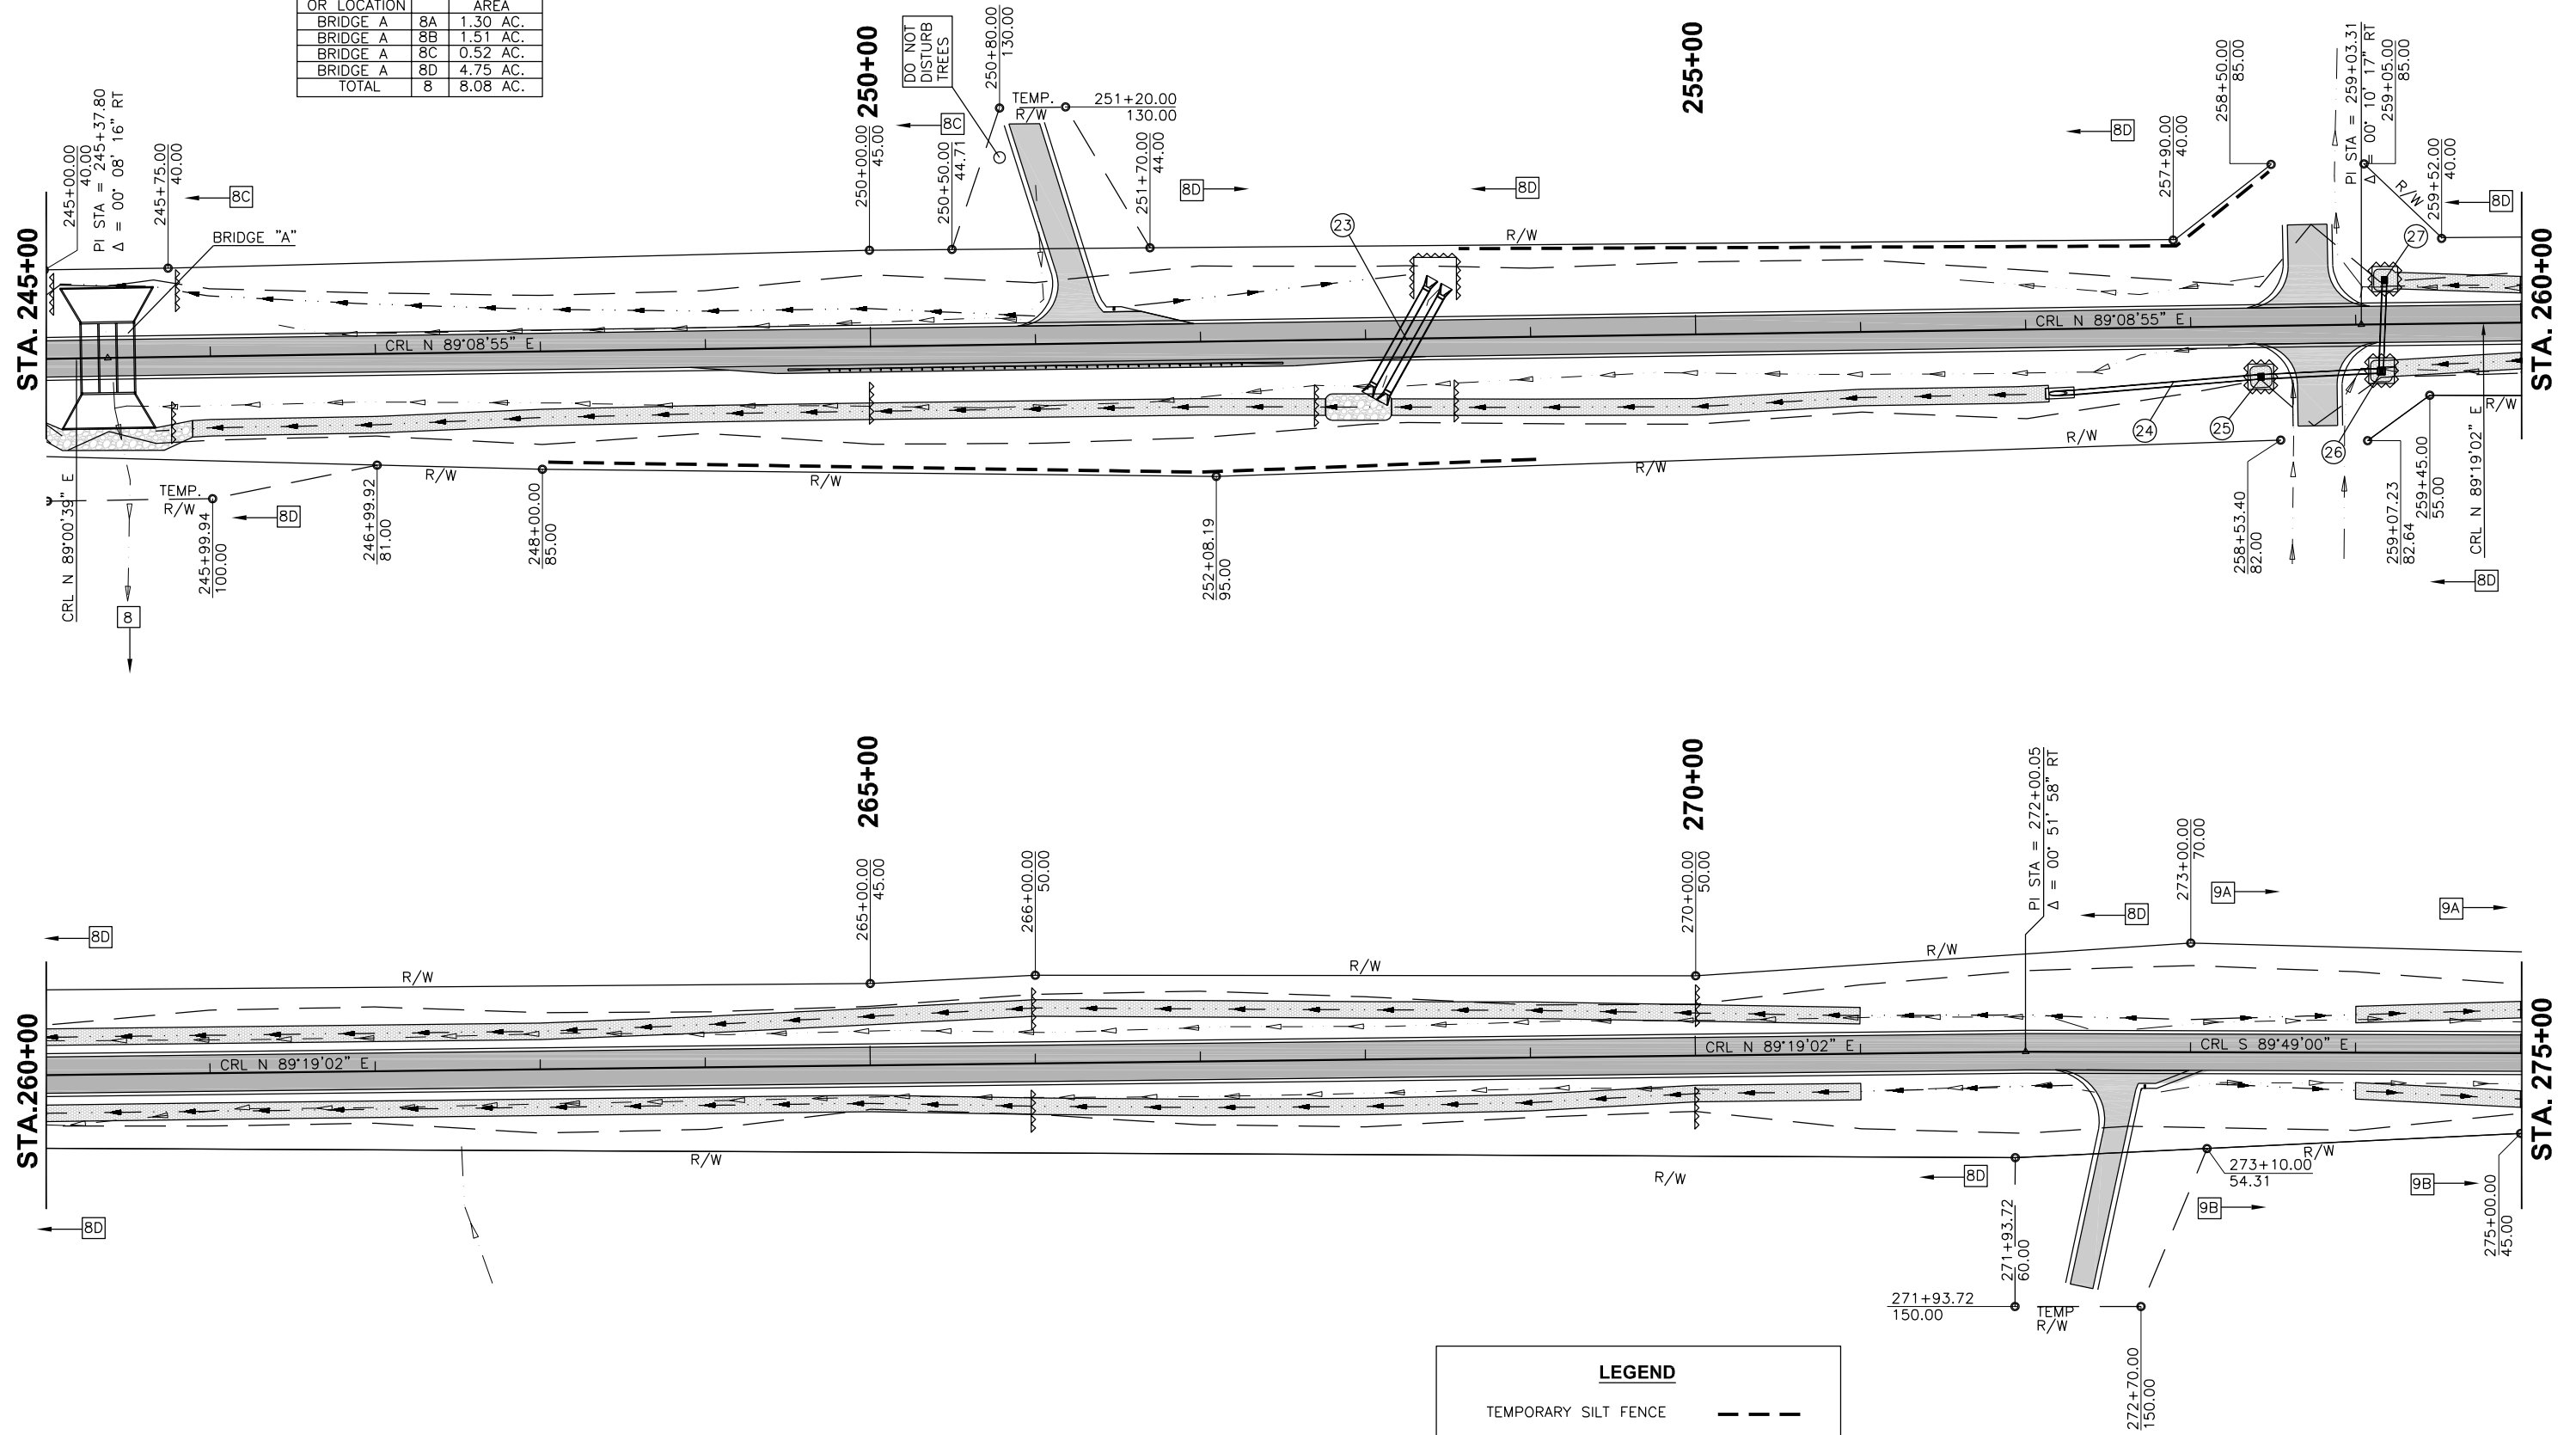 OR LOCATION AREA
BRIDGE A 8A 1.30 AC.
BRIDGE A 8B 1.51 AC.
BRIDGE A 8C 0.52 AC.
BRIDGE A 8D 4.75 AC.
TOTAL 8 8.08 AC.
STA. 245+00
245+00.00
40.00
PI STA = 245+37.80
Δ = 00° 08' 16" RT
245+75.00
40.00
8C
BRIDGE "A"
250+00
250+00.00
45.00
DO NOT
DISTURB
TREES
8C
250+50.00
44.71
250+80.00
130.00
TEMP.
R/W
251+20.00
130.00
251+70.00
44.00
8D
23
8D
R/W
255+00
8D
257+90.00
40.00
258+50.00
85.00
PI STA = 259+03.31
Δ = 00° 10' 17" RT
259+05.00
85.00
R/W
259+52.00
40.00
8D
27
STA. 260+00
CRL N 89°08'55" E
CRL N 89°08'55" E
24
25
26
R/W
R/W
CRL N 89°00'39" E
8
TEMP.
R/W
245+99.94
100.00
8D
246+99.92
81.00
R/W
248+00.00
85.00
R/W
252+08.19
95.00
R/W
258+53.40
82.00
259+07.23
82.64
259+45.00
55.00
CRL N 89°19'02" E
8D
265+00
270+00
STA.260+00
8D
R/W
265+00.00
45.00
266+00.00
50.00
R/W
270+00.00
50.00
R/W
PI STA = 272+00.05
Δ = 00° 51' 58" RT
8D
273+00.00
70.00
9A
9A
STA. 275+00
CRL N 89°19'02" E
CRL N 89°19'02" E
CRL S 89°49'00" E
8D
R/W
R/W
8D
271+93.72
60.00
271+93.72
150.00
TEMP
R/W
272+70.00
150.00
273+10.00
54.31
R/W
9B
9B
275+00.00
45.00
LEGEND
TEMPORARY SILT FENCE